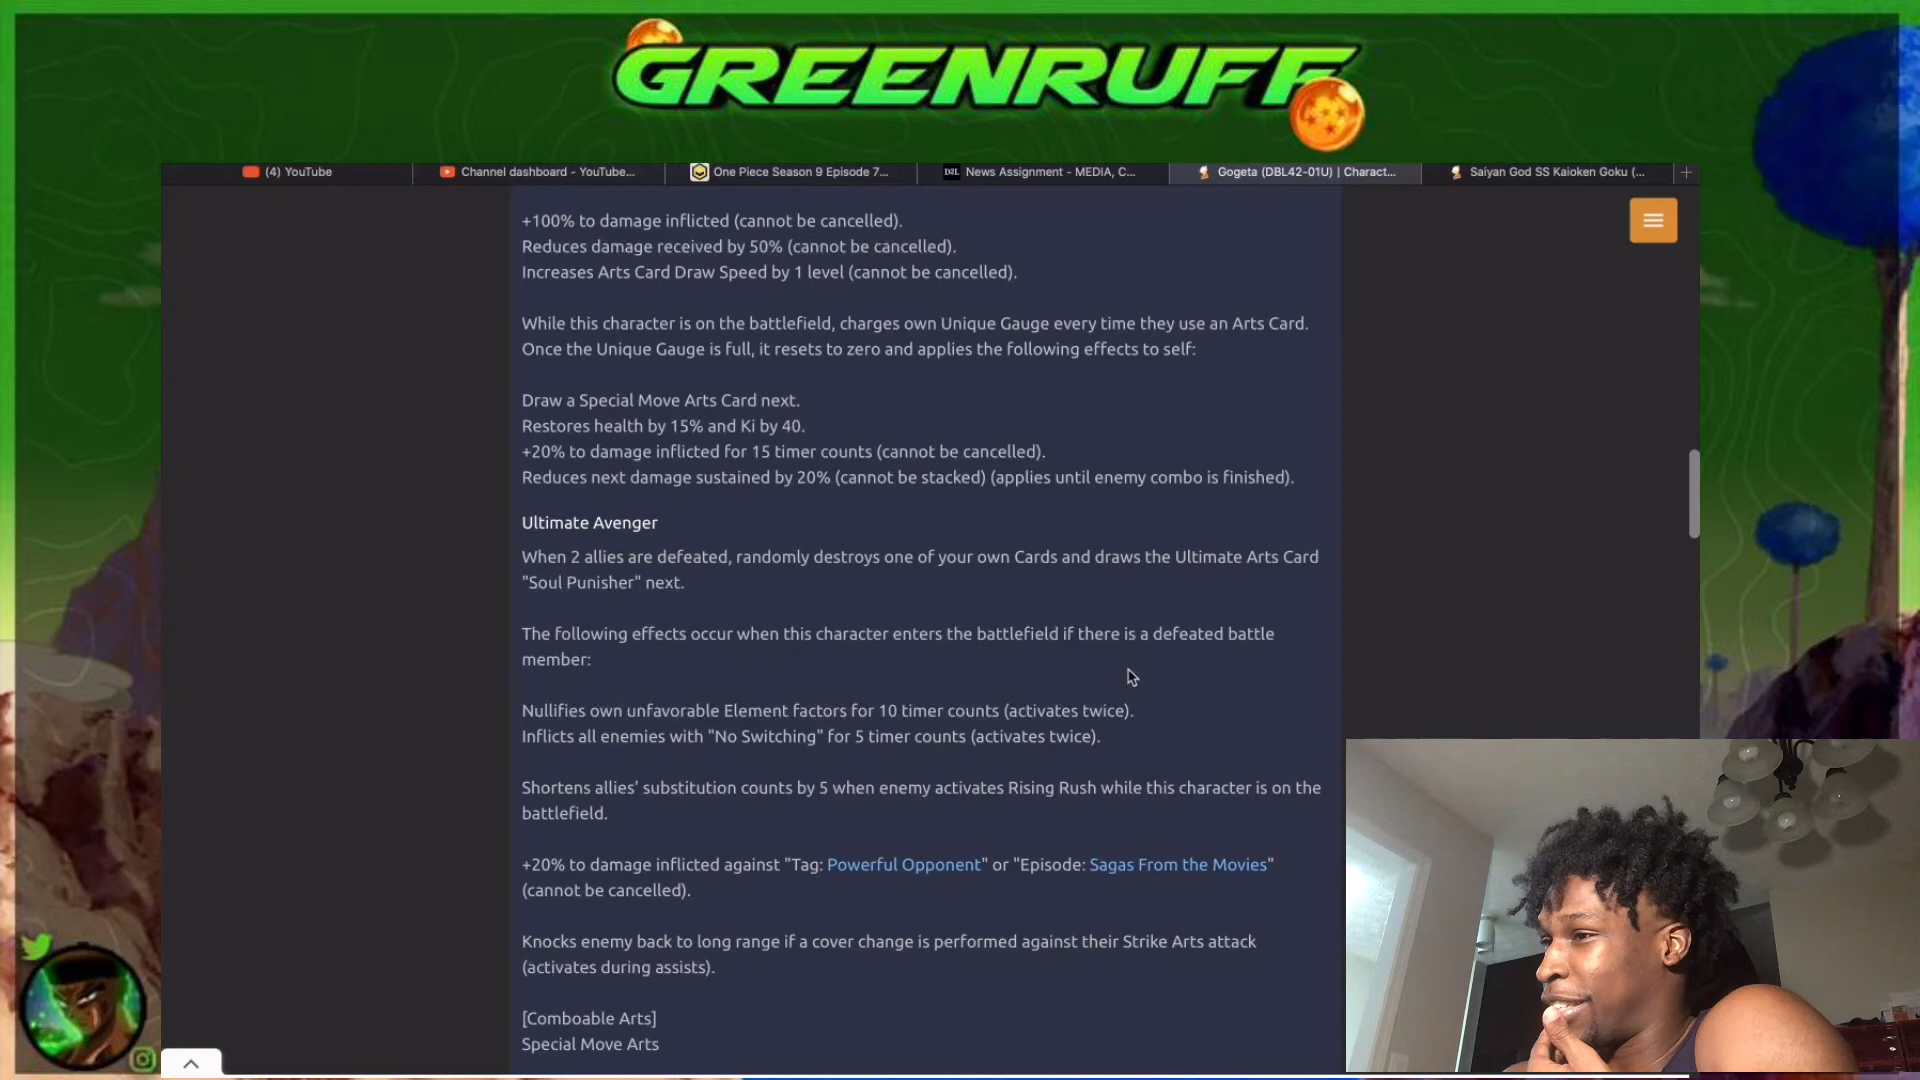 GREENRUFF
(4) YouTube
Channel dashboard - YouTube...
One Piece Season 9 Episode 7...
D2L
News Assignment - MEDIA, C...
Gogeta (DBL42-01U) | Charact...
Saiyan God SS Kaioken Goku (...
+100% to damage inflicted (cannot be cancelled).
Reduces damage received by 50% (cannot be cancelled).
Increases Arts Card Draw Speed by 1 level (cannot be cancelled).
While this character is on the battlefield, charges own Unique Gauge every time they use an Arts Card.
Once the Unique Gauge is full, it resets to zero and applies the following effects to self:
Draw a Special Move Arts Card next.
Restores health by 15% and Ki by 40.
+20% to damage inflicted for 15 timer counts (cannot be cancelled).
Reduces next damage sustained by 20% (cannot be stacked) (applies until enemy combo is finished).
Ultimate Avenger
When 2 allies are defeated, randomly destroys one of your own Cards and draws the Ultimate Arts Card
"Soul Punisher" next.
The following effects occur when this character enters the battlefield if there is a defeated battle
member:
Nullifies own unfavorable Element factors for 10 timer counts (activates twice).
Inflicts all enemies with "No Switching" for 5 timer counts (activates twice).
Shortens allies' substitution counts by 5 when enemy activates Rising Rush while this character is on the
battlefield.
+20% to damage inflicted against "Tag: Powerful Opponent" or "Episode: Sagas From the Movies"
(cannot be cancelled).
Knocks enemy back to long range if a cover change is performed against their Strike Arts attack
(activates during assists).
[Comboable Arts]
Special Move Arts